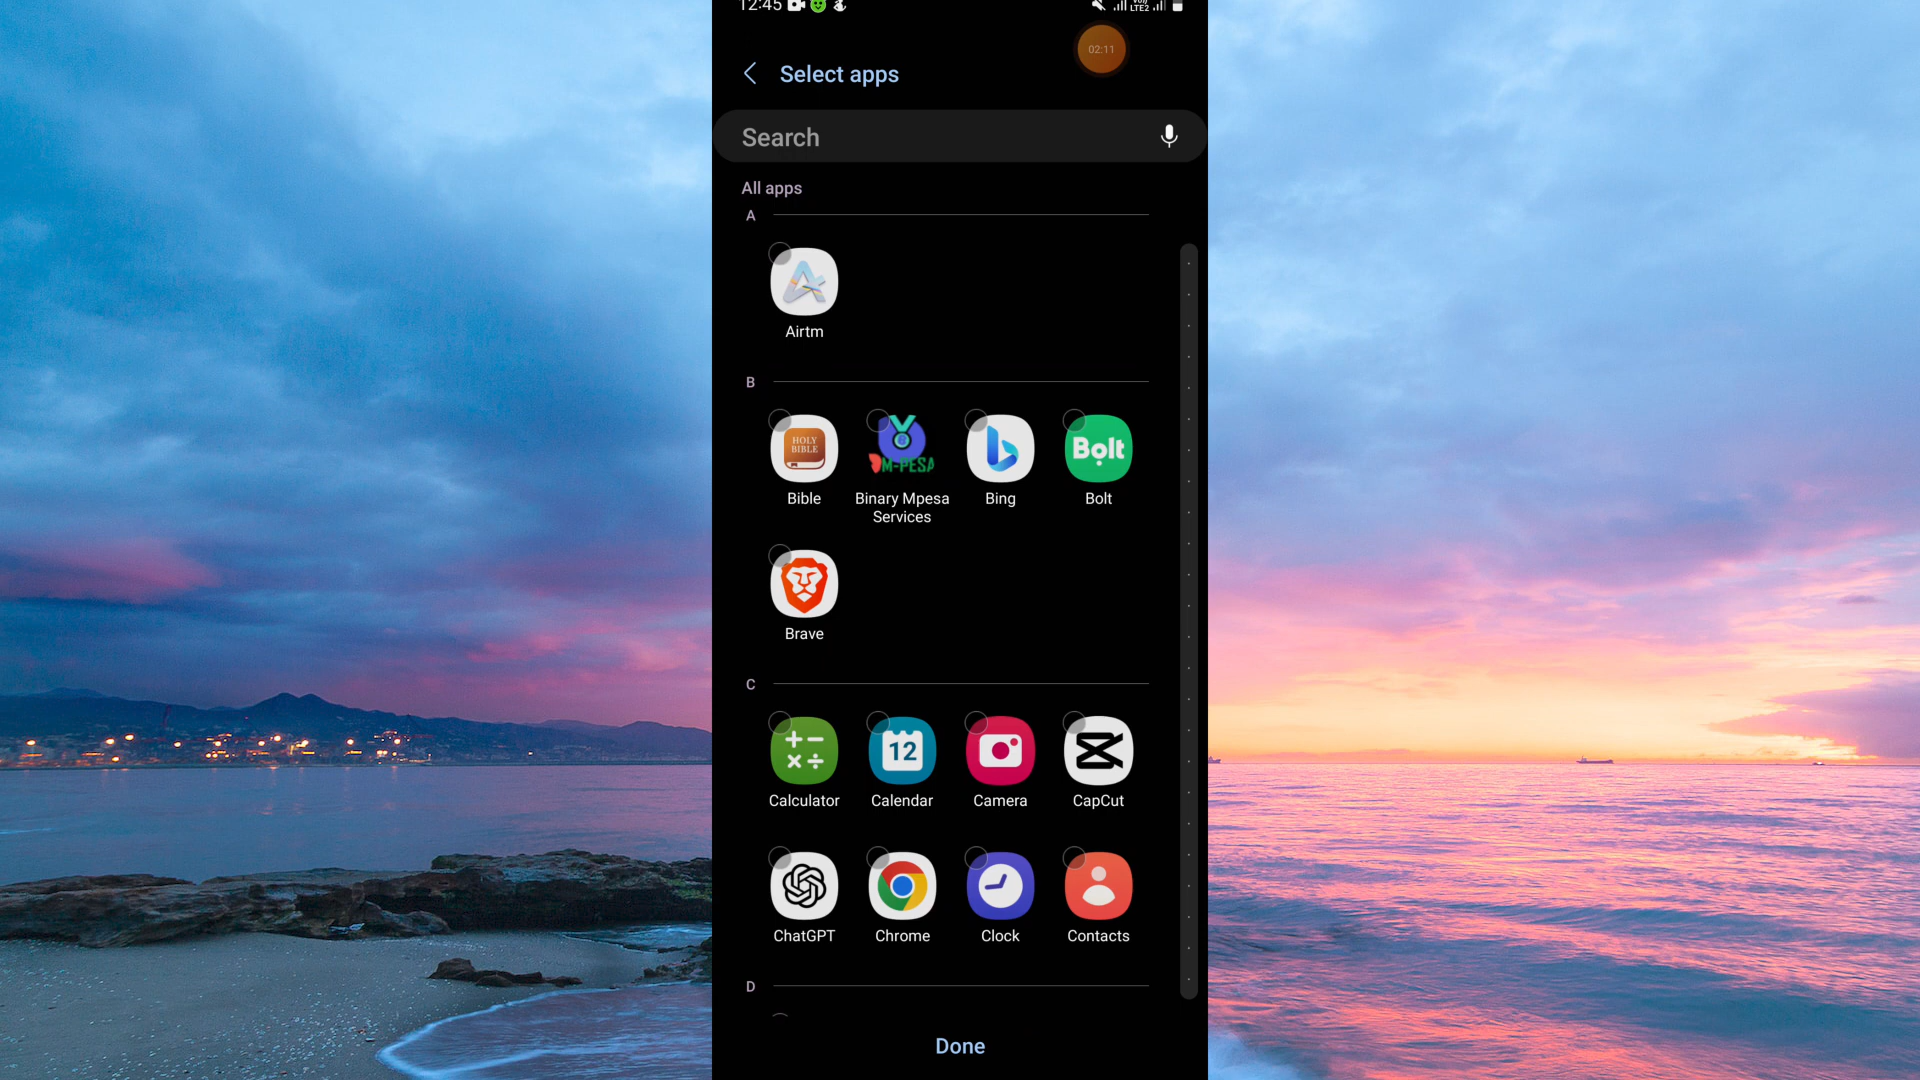 12:45
LTE2
02:11
Select apps
Search
All apps
A
Airtm
B
HOLY
BIBLE
M-PESA
Bolt
Bible
Binary Mpesa
Services
Bing
Bolt
Brave
C
12
Calculator
Calendar
Camera
CapCut
ChatGPT
Chrome
Clock
Contacts
D
Done